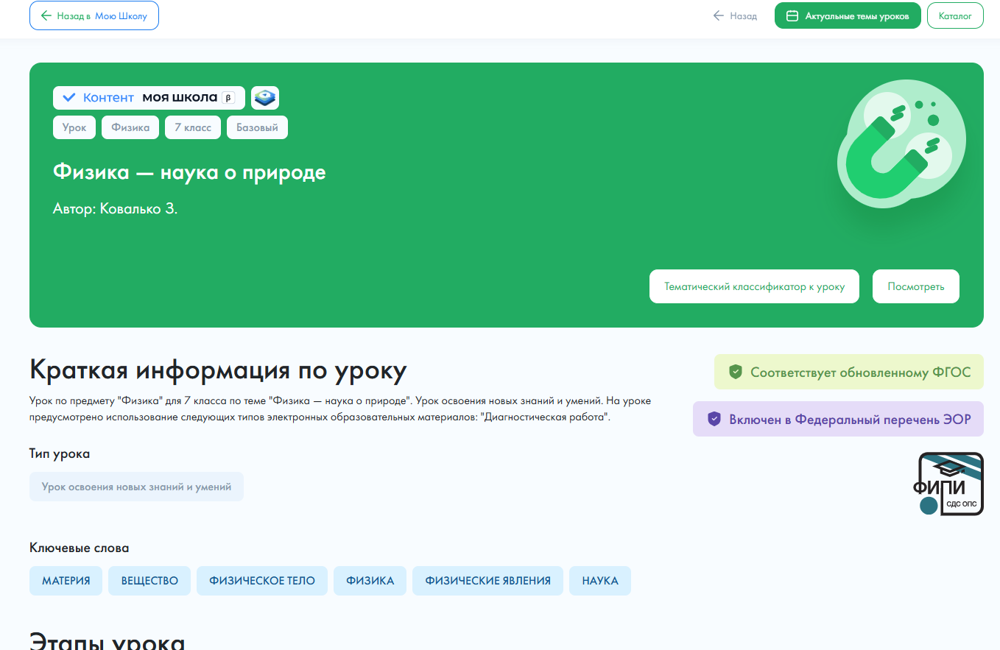 Назад в Мою Школу
Назад
Актуальные темы уроков
Каталог
Контент моя школа β
Урок Физика 7 класс Базовый
Физика — наука о природе
Автор: Ковалько З.
Тематический классификатор к уроку
Посмотреть
Краткая информация по уроку
Урок по предмету "Физика" для 7 класса по теме "Физика — наука о природе". Урок освоения новых знаний и умений. На уроке
предусмотрено использование следующих типов электронных образовательных материалов: "Диагностическая работа".
Соответствует обновленному ФГОС
Включен в Федеральный перечень ЭОР
ФИПИ
СДС ОПС
Тип урока
Урок освоения новых знаний и умений
Ключевые слова
МАТЕРИЯ ВЕЩЕСТВО ФИЗИЧЕСКОЕ ТЕЛО ФИЗИКА ФИЗИЧЕСКИЕ ЯВЛЕНИЯ НАУКА
Этапы урока